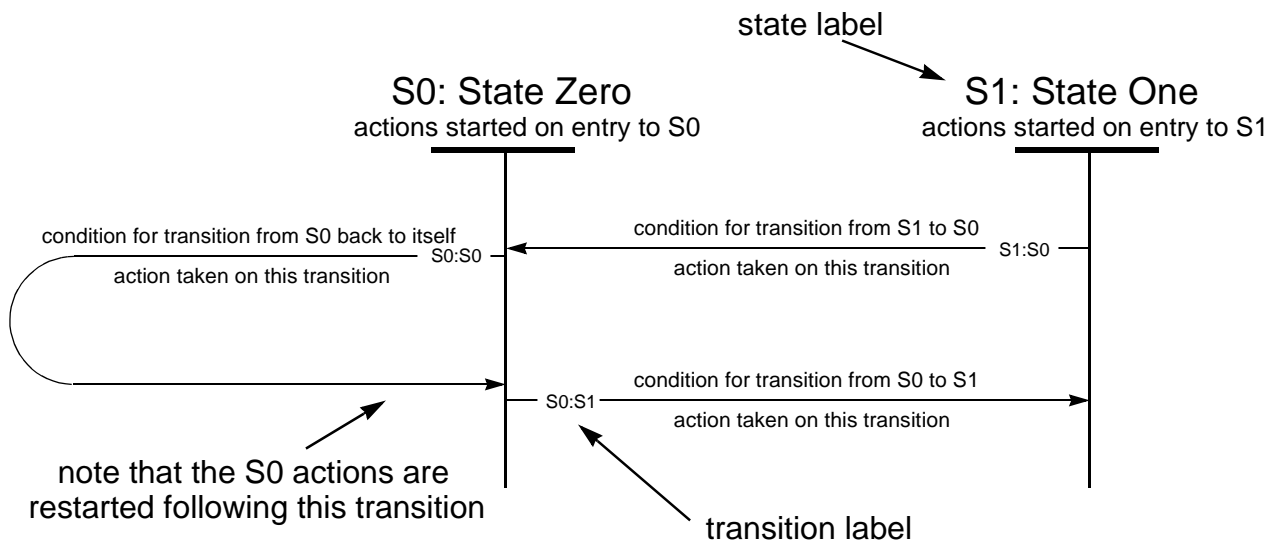 state label
S0: State Zero
actions started on entry to S0
S1: State One
actions started on entry to S1
condition for transition from S0 back to itself
S0:S0
action taken on this transition
condition for transition from S1 to S0
S1:S0
action taken on this transition
condition for transition from S0 to S1
S0:S1
action taken on this transition
note that the S0 actions are
restarted following this transition
transition label